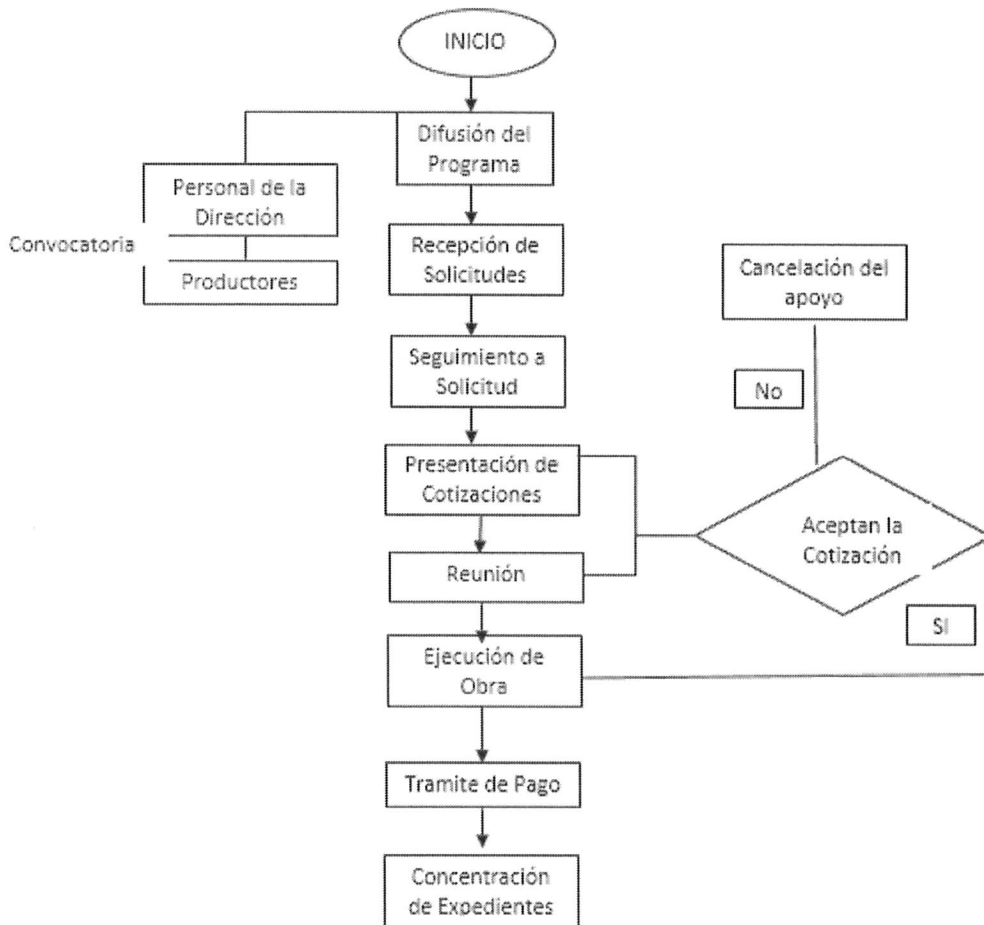 INICIO
Difusión del
Programa
Personal de la
Dirección
Convocatoria
Productores
Recepción de
Solicitudes
Cancelación del
apoyo
Seguimiento a
Solicitud
No
Presentación de
Cotizaciones
Aceptan la
Cotización
Reunión
SI
Ejecución de
Obra
Tramite de Pago
Concentración
de Expedientes